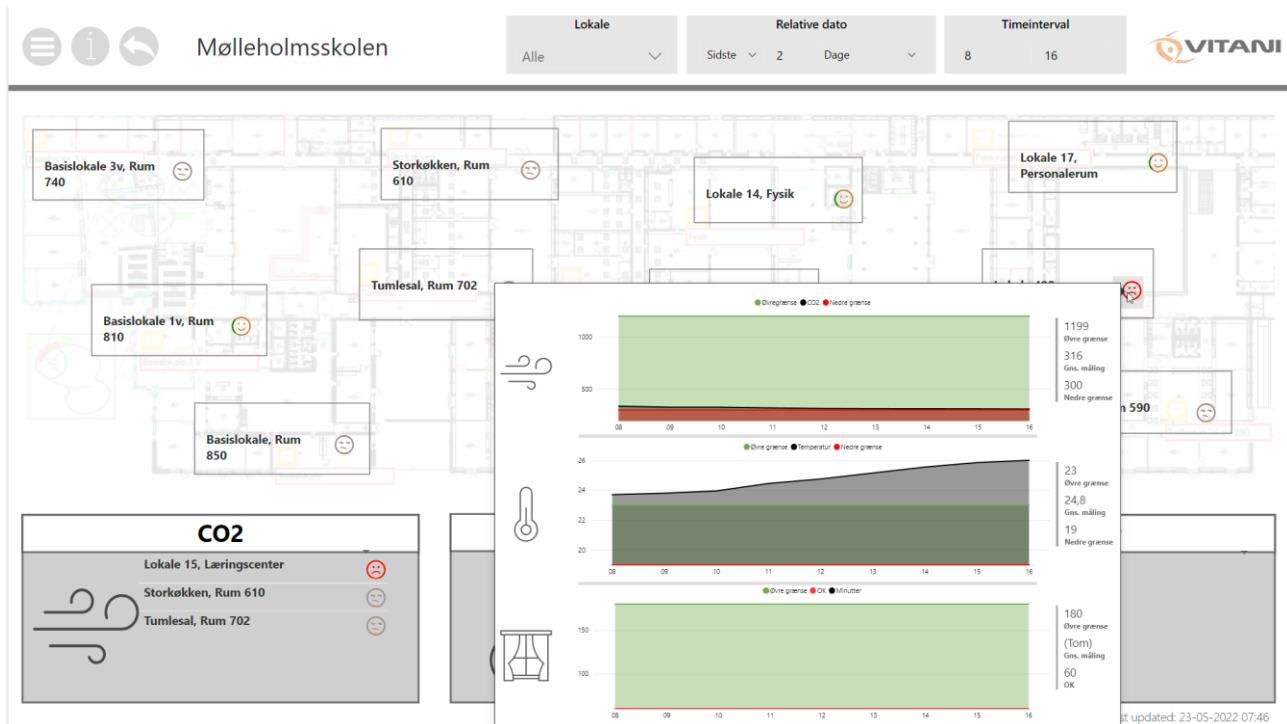 Mølleholmsskolen
Lokale
Alle
Relative dato
Sidste 2 Dage
Timeinterval
8 16
VITANI
Basislokale 3v, Rum
740
Storkøkken, Rum
610
Lokale 14, Fysik
Lokale 17,
Personalerum
Tumlesal, Rum 702
Basislokale 1v, Rum
810
Basislokale, Rum
850
590
Øvregrænse CO2 Nedre grænse
1000
500
08 09 10 11 12 13 14 15 16
1199
Øvre grænse
316
Gns. måling
300
Nedre grænse
Øvre grænse Temperatur Nedre grænse
26
24
22
20
08 09 10 11 12 13 14 15 16
23
Øvre grænse
24,8
Gns. måling
19
Nedre grænse
Øvre grænse OK Minutter
150
100
08 09 10 11 12 13 14 15 16
180
Øvre grænse
(Tom)
Gns. måling
60
OK
CO2
Lokale 15, Læringscenter
Storkøkken, Rum 610
Tumlesal, Rum 702
st updated: 23-05-2022 07:46